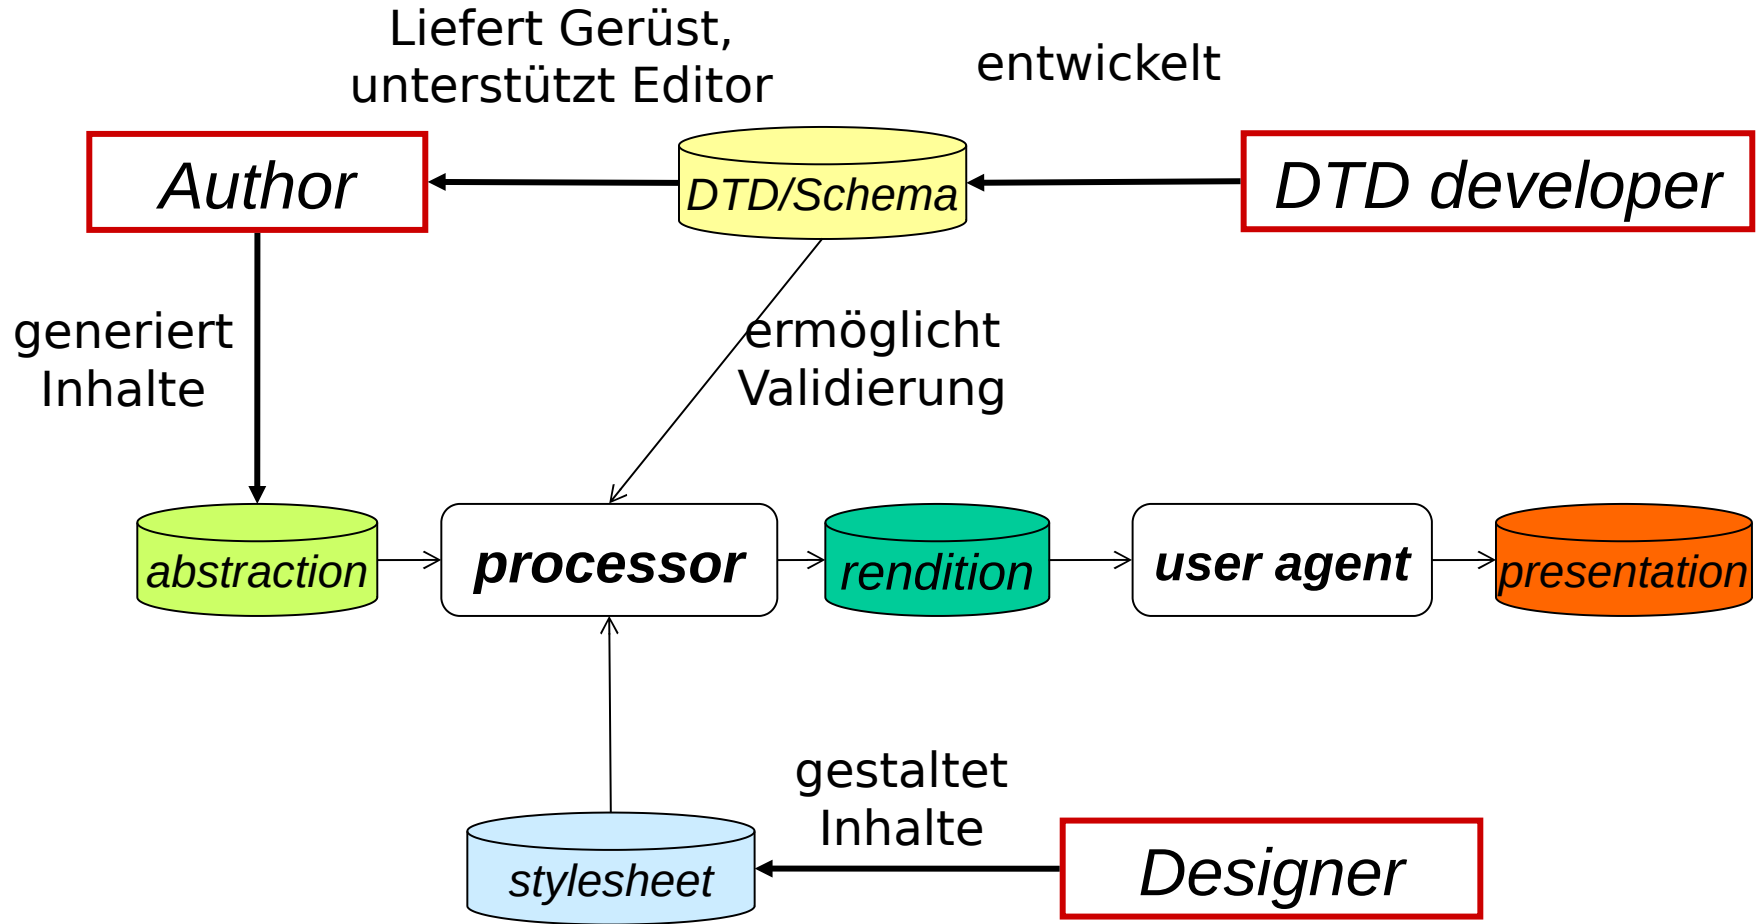 Liefert Gerüst,
unterstützt Editor
entwickelt
Author
DTD/Schema
DTD developer
generiert
Inhalte
ermöglicht
Validierung
abstraction
processor
rendition
user agent
presentation
gestaltet
Inhalte
stylesheet
Designer